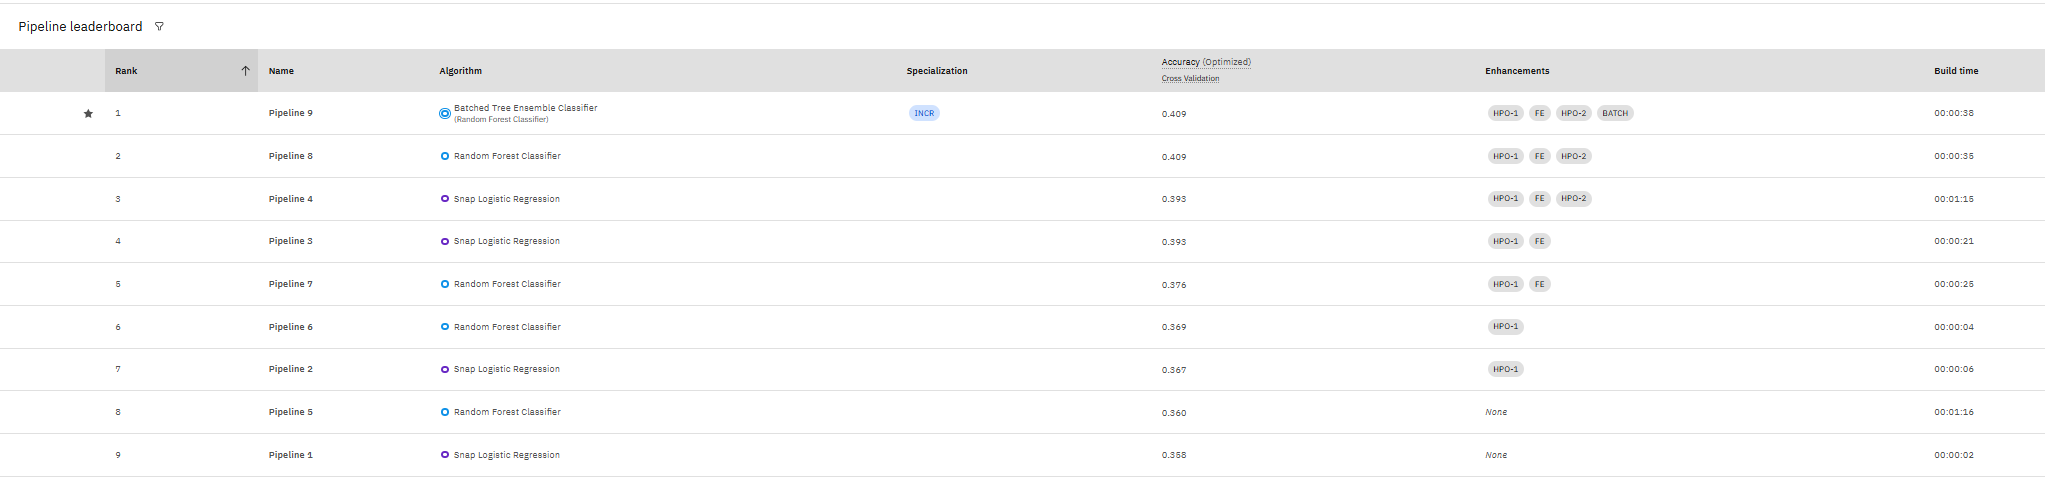 Pipeline leaderboard
Rank Name Algorithm Specialization Accuracy (Optimized) Enhancements Build time
Cross Validation
1 Pipeline 9 Batched Tree Ensemble Classifier INCR 0.409 HPO-1 FE HPO-2 BATCH 00:00:38
(Random Forest Classifier)
2 Pipeline 8 Random Forest Classifier 0.409 HPO-1 FE HPO-2 00:00:35
3 Pipeline 4 Snap Logistic Regression 0.393 HPO-1 FE HPO-2 00:01:15
4 Pipeline 3 Snap Logistic Regression 0.393 HPO-1 FE 00:00:21
5 Pipeline 7 Random Forest Classifier 0.376 HPO-1 FE 00:00:25
6 Pipeline 6 Random Forest Classifier 0.369 HPO-1 00:00:04
7 Pipeline 2 Snap Logistic Regression 0.367 HPO-1 00:00:06
8 Pipeline 5 Random Forest Classifier 0.360 None 00:01:16
9 Pipeline 1 Snap Logistic Regression 0.358 None 00:00:02